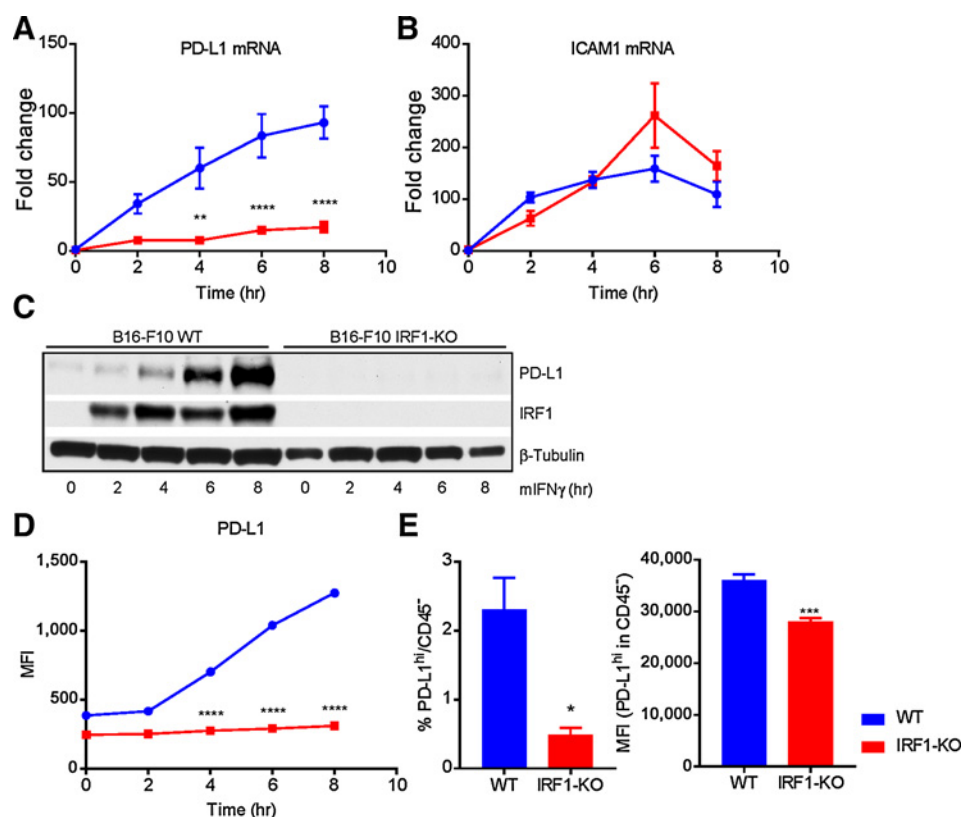 A
PD-L1 mRNA
Fold change
150
100
50
0
**
****
****
0 2 4 6 8 10
Time (hr)
B
ICAM1 mRNA
Fold change
400
300
200
100
0
0 2 4 6 8 10
Time (hr)
C
B16-F10 WT
B16-F10 IRF1-KO
PD-L1
IRF1
β-Tubulin
0 2 4 6 8 0 2 4 6 8 mIFNγ (hr)
D
PD-L1
MFI
1,500
1,000
500
0
****
****
****
0 2 4 6 8 10
Time (hr)
E
% PD-L1hi/CD45-
3
2
1
0
*
WT IRF1-KO
MFI (PD-L1hi in CD45-)
40,000
30,000
20,000
10,000
0
***
WT IRF1-KO
WT
IRF1-KO